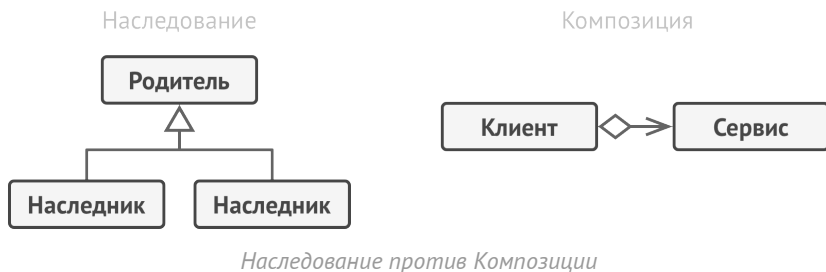 Наследование
Композиция
Родитель
Наследник
Наследник
Клиент
Сервис
Наследование против Композиции